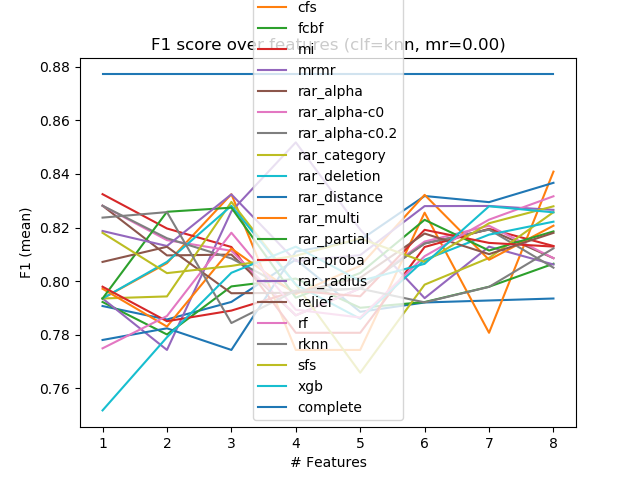 cfs
fcbf
F1 score over features (clf=knn, mr=0.00)
mi
mrmr
rar_alpha
rar_alpha-c0
rar_alpha-c0.2
rar_category
rar_deletion
rar_distance
rar_multi
rar_partial
rar_proba
rar_radius
relief
rf
rknn
sfs
xgb
complete
0.88
0.86
0.84
0.82
0.80
0.78
0.76
F1 (mean)
1 2 3 4 5 6 7 8
# Features